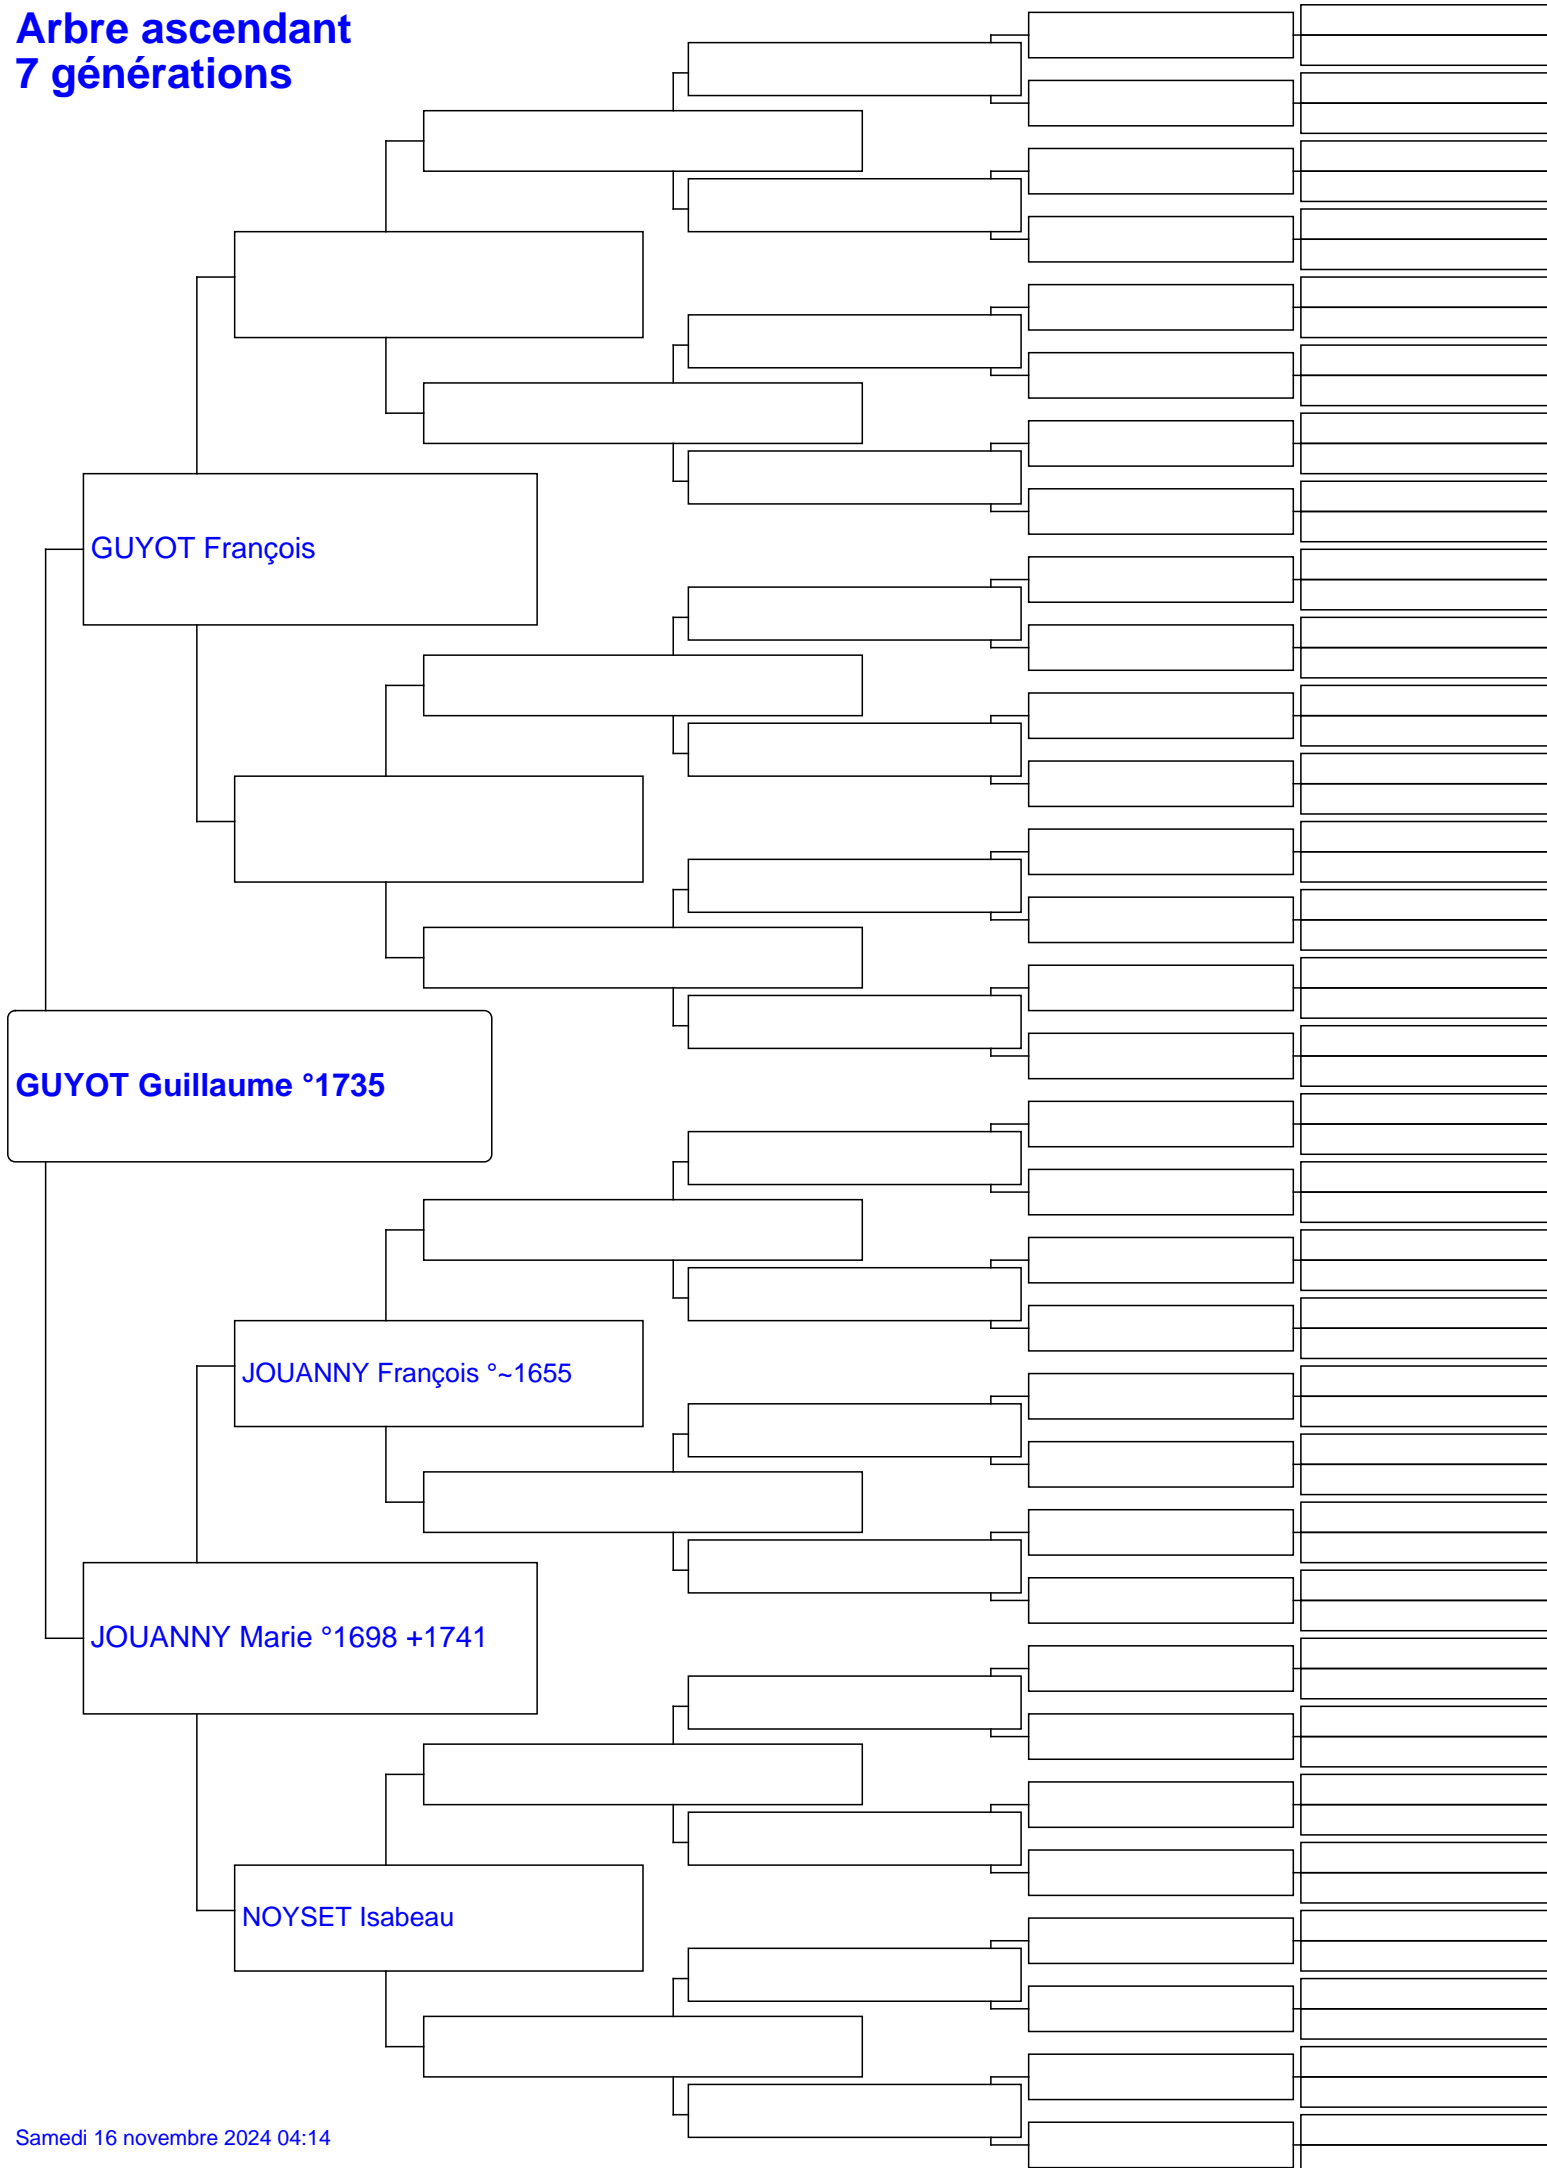 Arbre ascendant
7 générations
GUYOT François
GUYOT Guillaume °1735
JOUANNY François °~1655
JOUANNY Marie °1698 +1741
NOYSET Isabeau
Samedi 16 novembre 2024 04:14